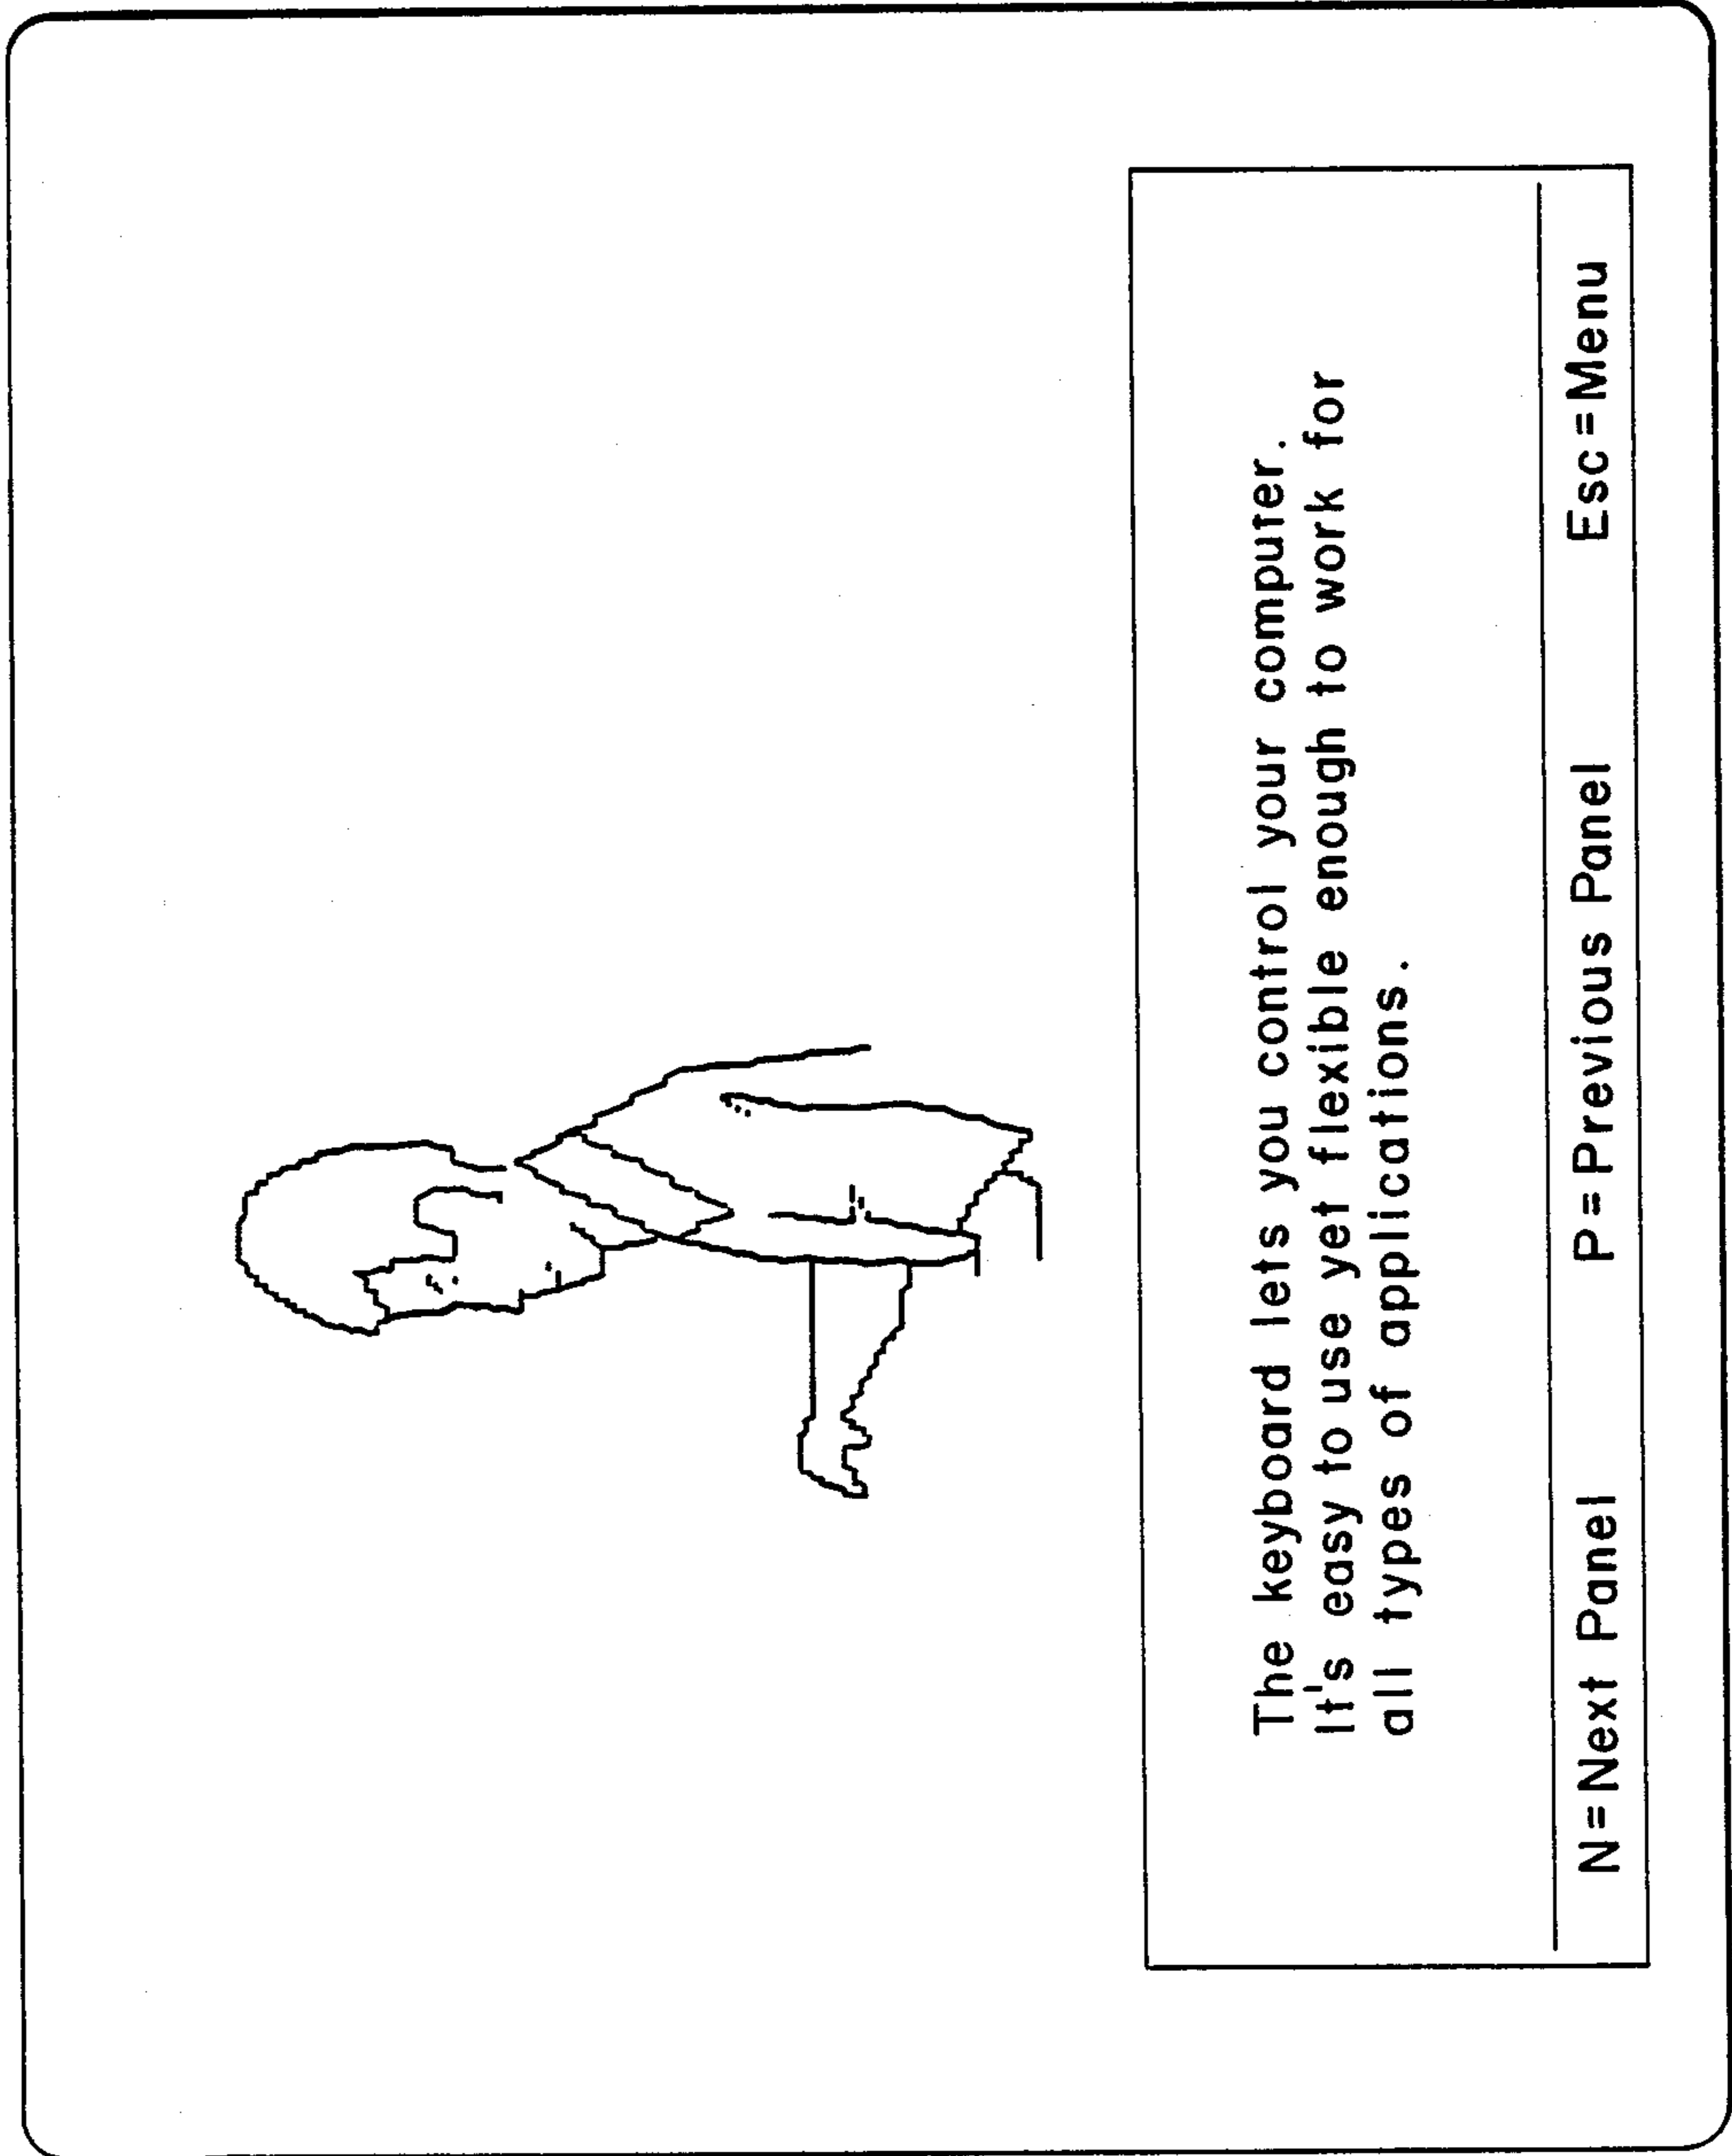 The keyboard lets you control your computer.
It's easy to use yet flexible enough to work for
all types of applications.
N=Next Panel P=Previous Panel Esc=Menu